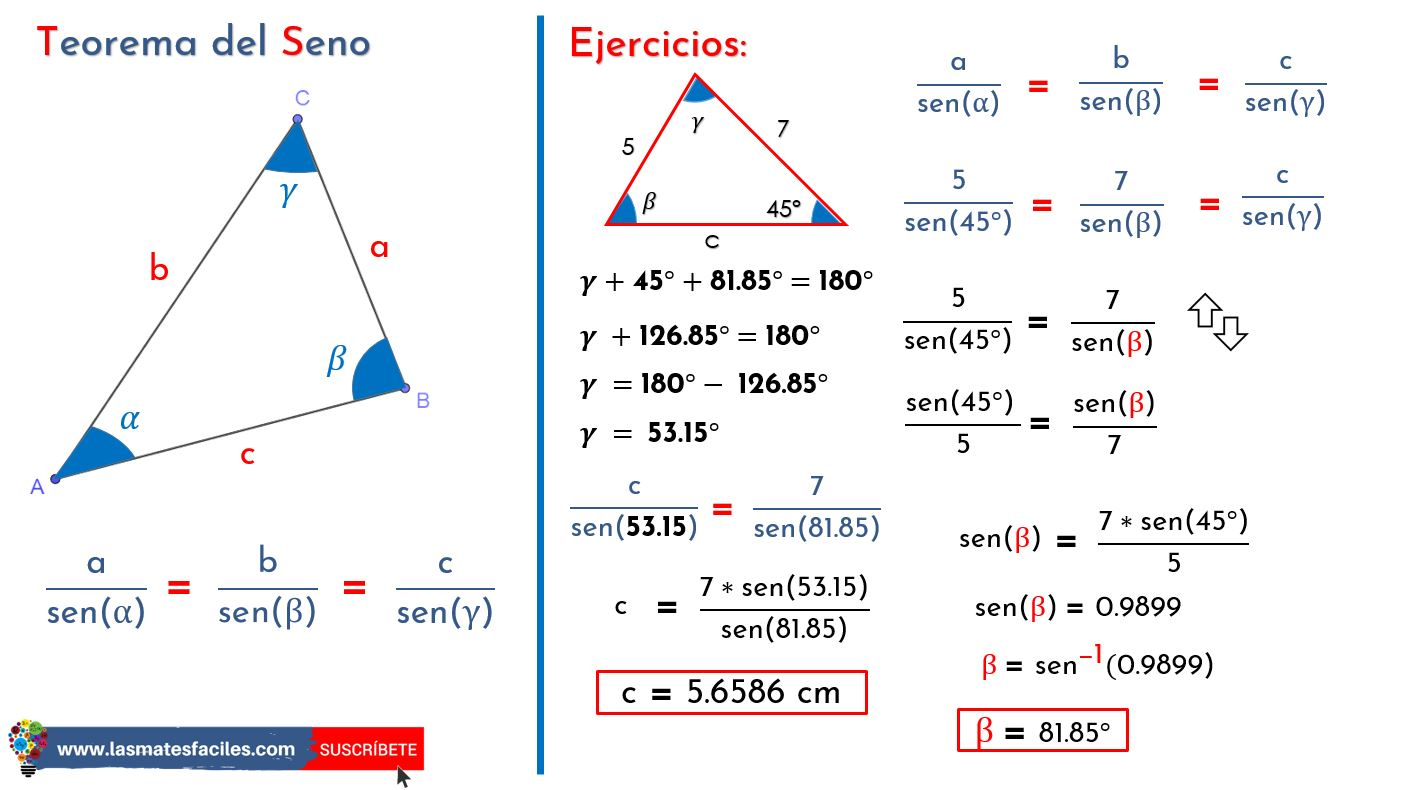 Teorema del Seno
C
γ
b
a
β
B
α
c
A
a/sen(α) = b/sen(β) = c/sen(γ)
www.lasmatesfaciles.com SUSCRÍBETE
Ejercicios:
γ
5
7
β
45°
c
γ + 45° + 81.85° = 180°
γ + 126.85° = 180°
γ = 180° − 126.85°
γ = 53.15°
c/sen(53.15) = 7/sen(81.85)
c = 7 * sen(53.15)/sen(81.85)
c = 5.6586 cm
a/sen(α) = b/sen(β) = c/sen(γ)
5/sen(45°) = 7/sen(β) = c/sen(γ)
5/sen(45°) = 7/sen(β)
sen(45°)/5 = sen(β)/7
sen(β) = 7 * sen(45°)/5
sen(β) = 0.9899
β = sen⁻¹(0.9899)
β = 81.85°